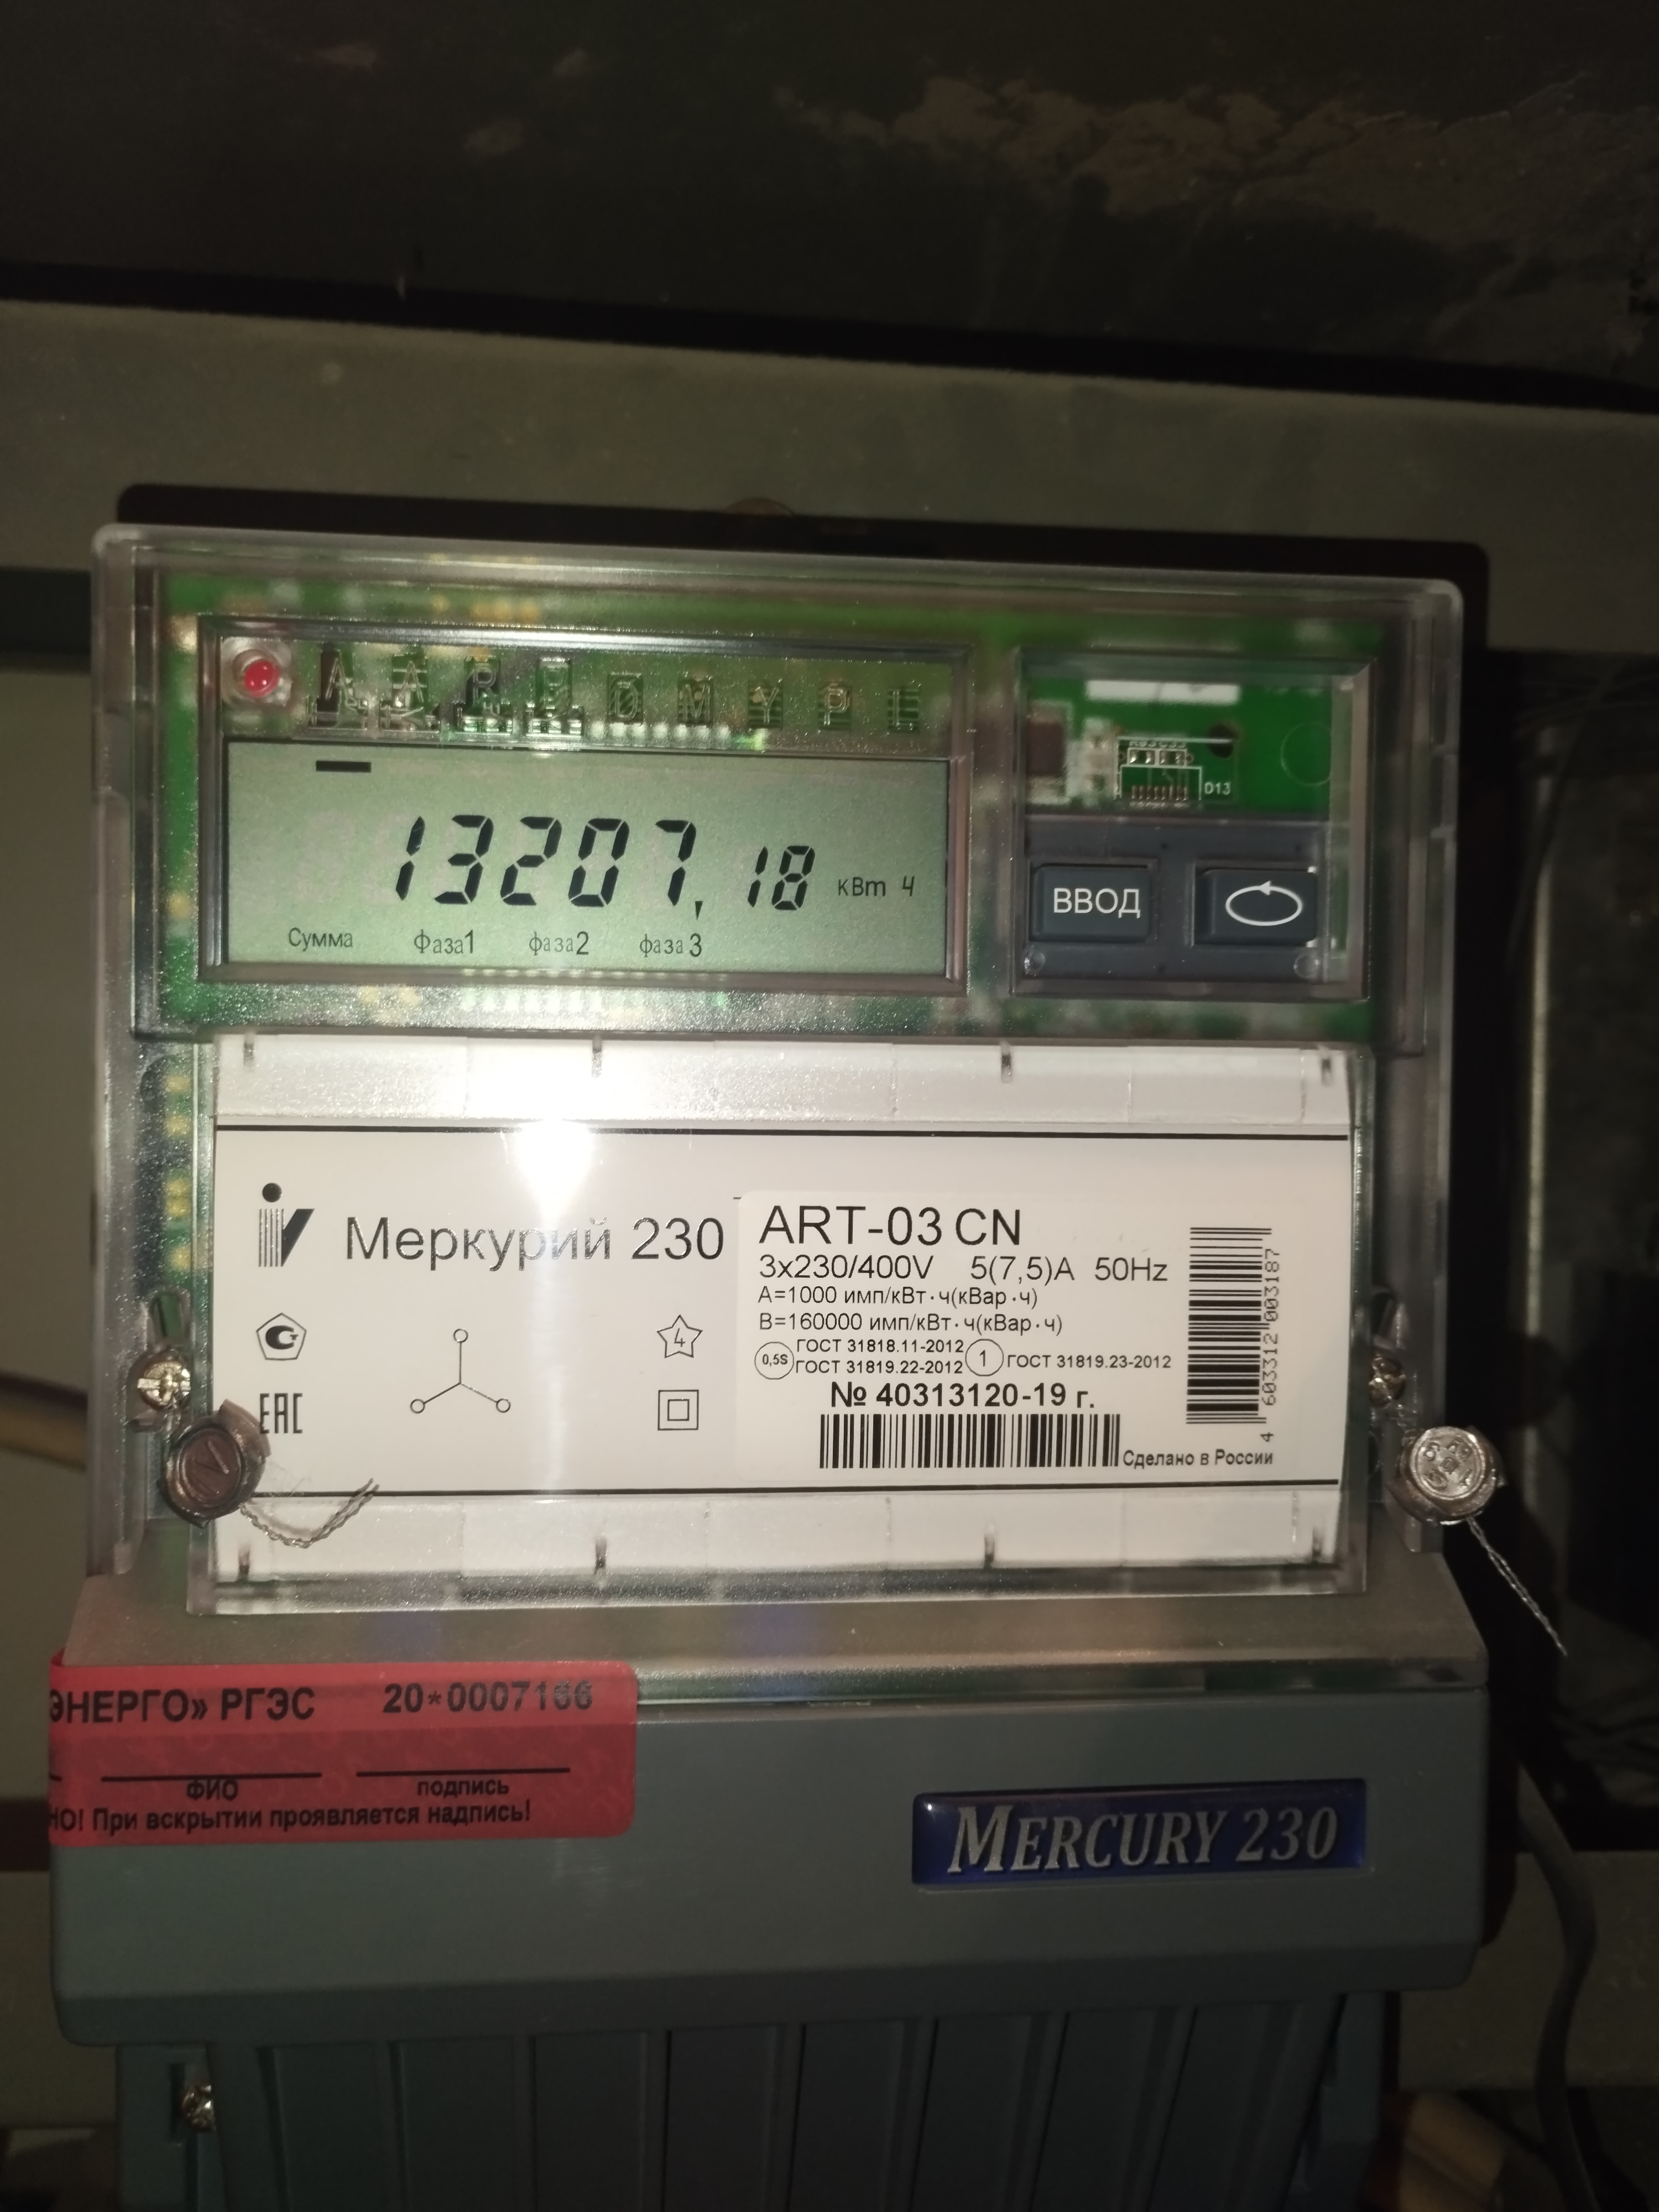 A A R R D M Y P L
13207,18 кВт ч
Сумма Фаза1 фаза2 фаза3
D13
ВВОД
Меркурий 230
ART-03 CN
3x230/400V 5(7,5)A 50Hz
A=1000 имп/кВт·ч(кВар·ч)
B=160000 имп/кВт·ч(кВар·ч)
0,5S ГОСТ 31818.11-2012
ГОСТ 31819.22-2012 1 ГОСТ 31819.23-2012
№ 40313120-19 г.
Сделано в России
4 603312 003187
4
ЕАС
ЭНЕРГО» РГЭС 20*0007166
ФИО подпись
НО! При вскрытии проявляется надпись!
MERCURY 230